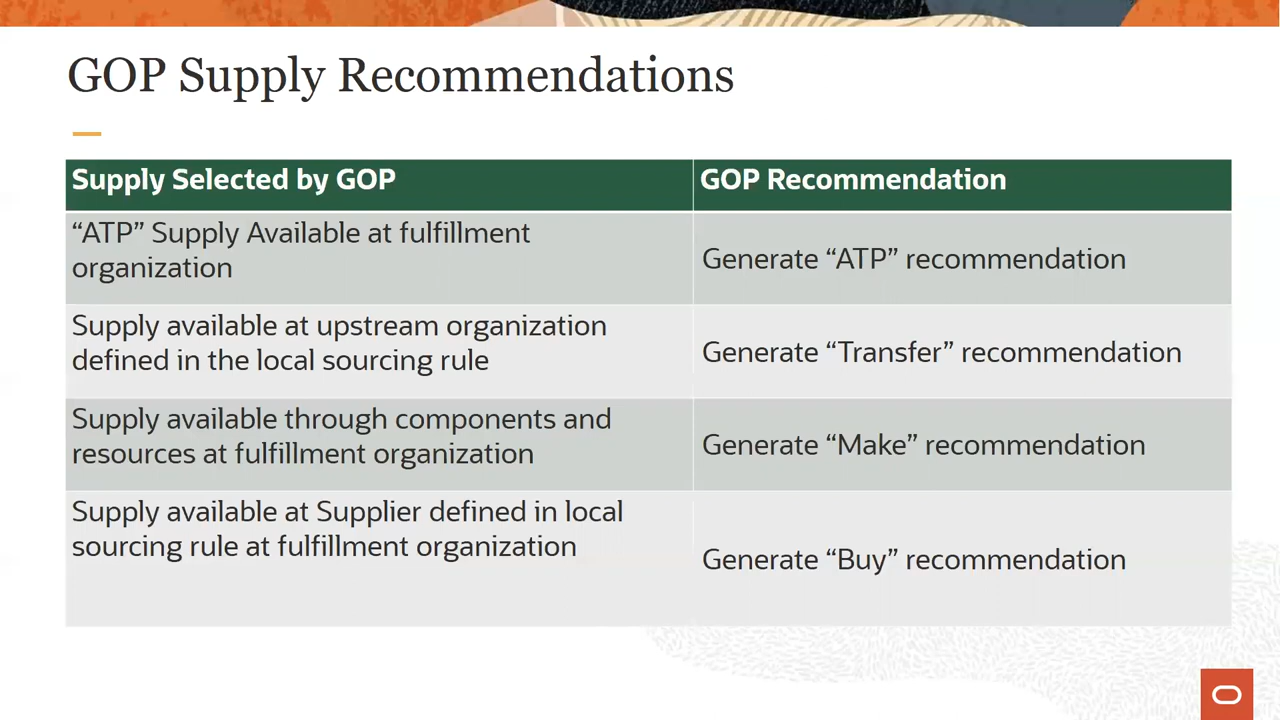 GOP Supply Recommendations
Supply Selected by GOP
GOP Recommendation
“ATP” Supply Available at fulfillment
organization
Generate “ATP” recommendation
Supply available at upstream organization
defined in the local sourcing rule
Generate “Transfer” recommendation
Supply available through components and
resources at fulfillment organization
Generate “Make” recommendation
Supply available at Supplier defined in local
sourcing rule at fulfillment organization
Generate “Buy” recommendation